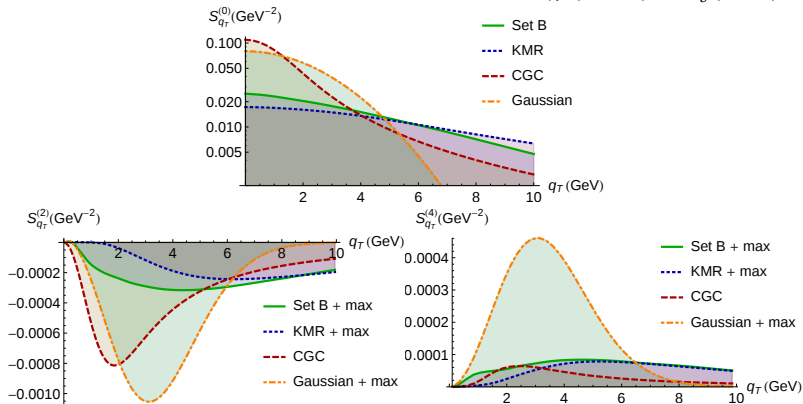 S_{q_T}^{(0)}(GeV⁻²)
0.100
0.050
0.020
0.010
0.005
2 4 6 8 10
q_T(GeV)
Set B
KMR
CGC
Gaussian
S_{q_T}^{(2)}(GeV⁻²)
2 4 6 8 10
q_T(GeV)
−0.0002
−0.0004
−0.0006
−0.0008
−0.0010
Set B + max
KMR + max
CGC
Gaussian + max
S_{q_T}^{(4)}(GeV⁻²)
0.0004
0.0003
0.0002
0.0001
2 4 6 8 10
q_T(GeV)
Set B + max
KMR + max
CGC
Gaussian + max